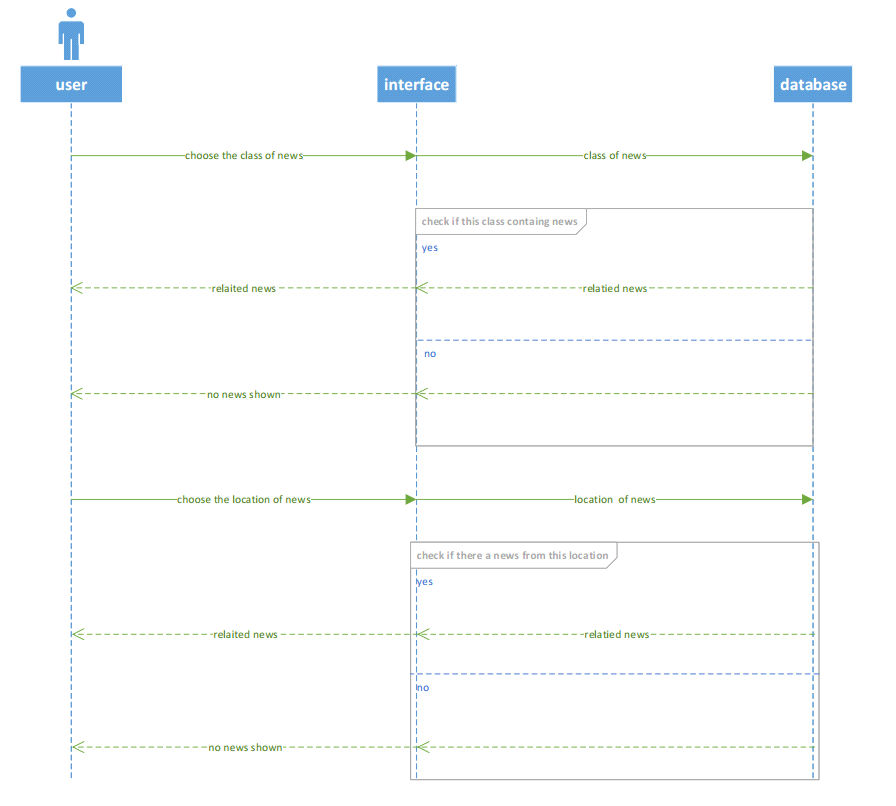 user
interface
database
choose the class of news
class of news
check if this class containg news
yes
relaited news
relatied news
no
no news shown
choose the location of news
location of news
check if there a news from this location
yes
relaited news
relatied news
no
no news shown